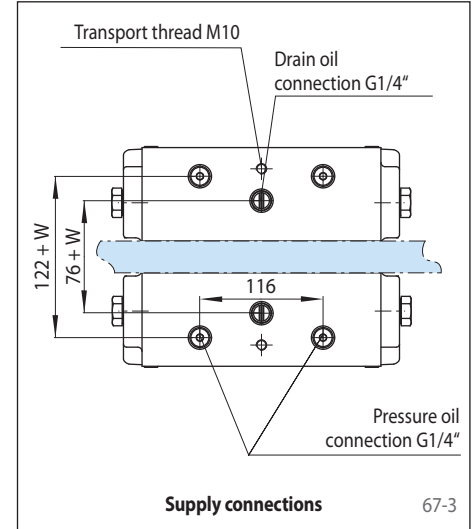 Transport thread M10
Drain oil
connection G1/4“
122 + W
76 + W
116
Pressure oil
connection G1/4“
Supply connections
67-3